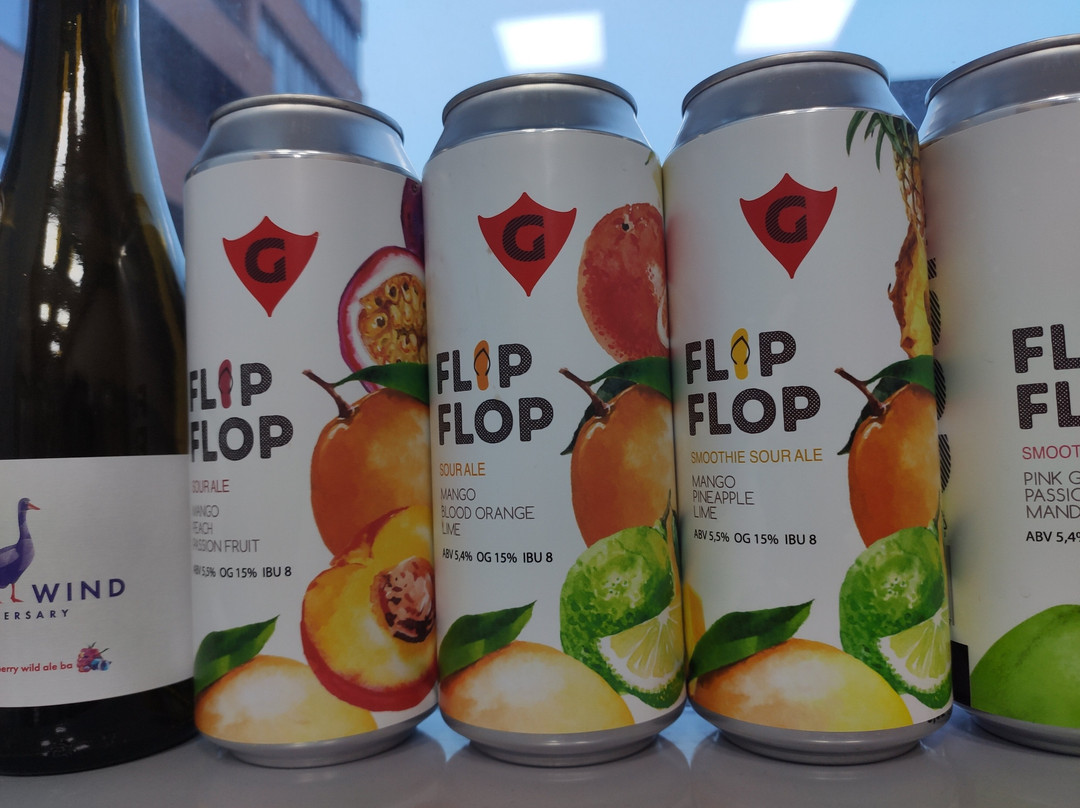 WIND
ERSARY
erry wild ale ba
G
FLIP
FLOP
SOUR ALE
MANGO
PEACH
PASSION FRUIT
ABV 5,5% OG 15% IBU 8
G
FLIP
FLOP
SOUR ALE
MANGO
BLOOD ORANGE
LIME
ABV 5,4% OG 15% IBU 8
G
FLIP
FLOP
SMOOTHIE SOUR ALE
MANGO
PINEAPPLE
LIME
ABV 5,5% OG 15% IBU 8
FL
FL
SMOOT
PINK G
PASSIO
MAND
ABV 5,4%